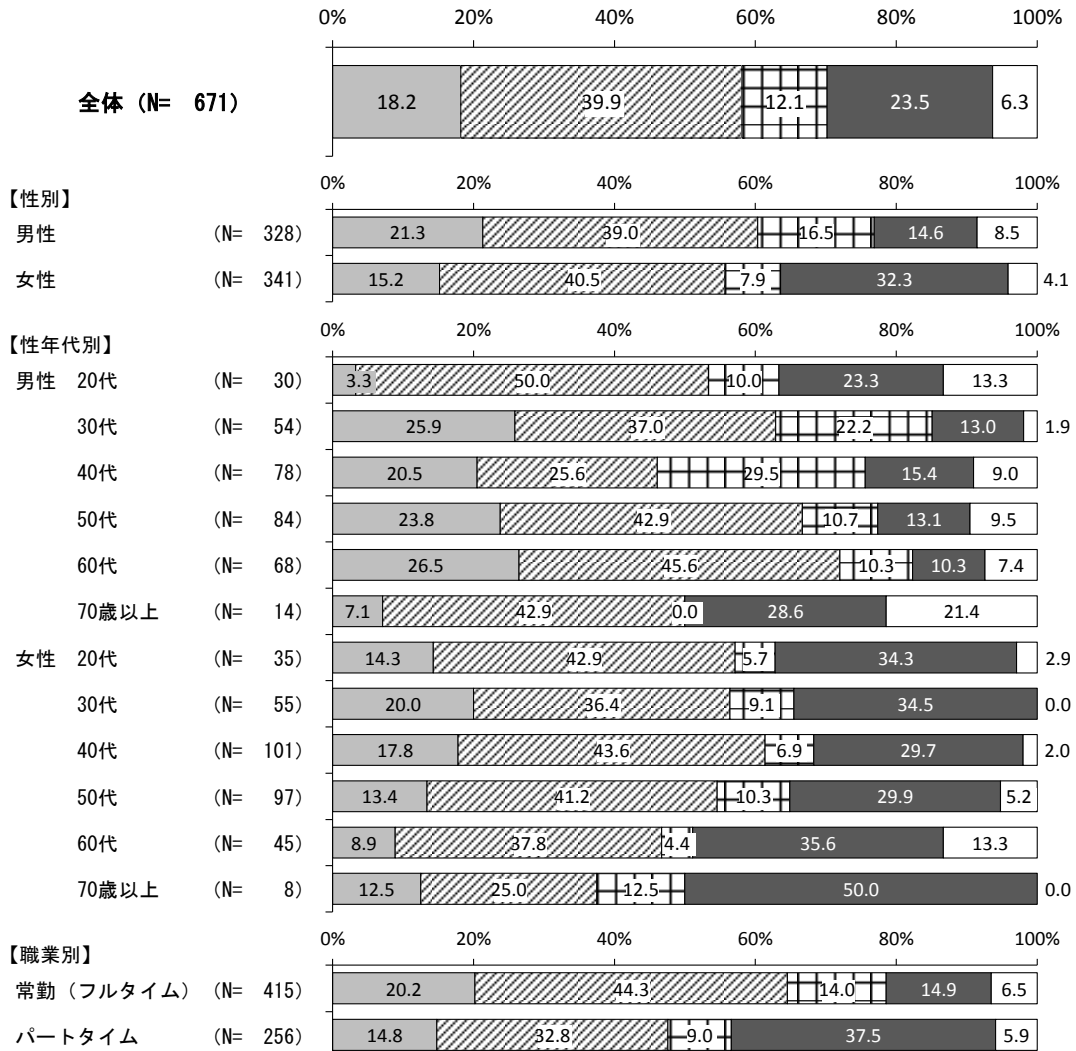 0% 20% 40% 60% 80% 100%
全体 (N= 671) 18.2 39.9 12.1 23.5 6.3
0% 20% 40% 60% 80% 100%
【性別】
男性 (N= 328) 21.3 39.0 16.5 14.6 8.5
女性 (N= 341) 15.2 40.5 7.9 32.3 4.1
0% 20% 40% 60% 80% 100%
【性年代別】
男性 20代 (N= 30) 3.3 50.0 10.0 23.3 13.3
30代 (N= 54) 25.9 37.0 22.2 13.0 1.9
40代 (N= 78) 20.5 25.6 29.5 15.4 9.0
50代 (N= 84) 23.8 42.9 10.7 13.1 9.5
60代 (N= 68) 26.5 45.6 10.3 10.3 7.4
70歳以上 (N= 14) 7.1 42.9 0.0 28.6 21.4
女性 20代 (N= 35) 14.3 42.9 5.7 34.3 2.9
30代 (N= 55) 20.0 36.4 9.1 34.5 0.0
40代 (N= 101) 17.8 43.6 6.9 29.7 2.0
50代 (N= 97) 13.4 41.2 10.3 29.9 5.2
60代 (N= 45) 8.9 37.8 4.4 35.6 13.3
70歳以上 (N= 8) 12.5 25.0 12.5 50.0 0.0
0% 20% 40% 60% 80% 100%
【職業別】
常勤（フルタイム） (N= 415) 20.2 44.3 14.0 14.9 6.5
パートタイム (N= 256) 14.8 32.8 9.0 37.5 5.9